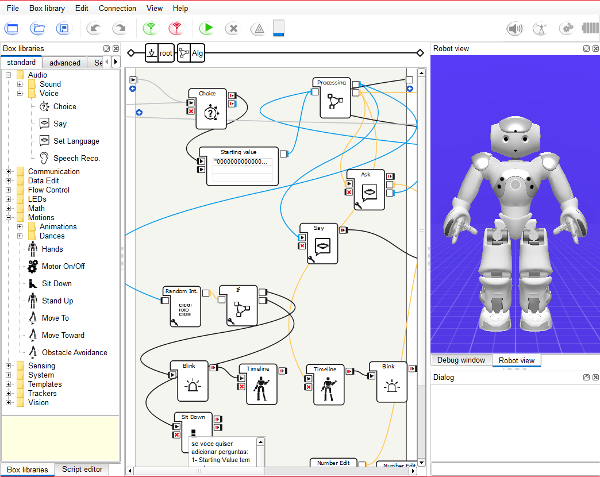 File Box library Edit Connection View Help
Box libraries
standard advanced Se
Audio
Sound
Voice
Choice
Say
Set Language
Speech Reco.
Communication
Data Edit
Flow Control
LEDs
Math
Motions
Animations
Dances
Hands
Motor On/Off
Sit Down
Stand Up
Move To
Move Toward
Obstacle Avoidance
Sensing
System
Templates
Trackers
Vision
Box libraries Script editor
root Alg
Choice
Processing
Starting value
"0000000000000...
Ask
Say
Random Int.
If
Blink
Timeline
Timeline
Blink
Sit Down
se voce quiser
adicionar perguntas:
1- Starting Value tem
Number Edit
Number Edit
Robot view
Debug window Robot view
Dialog